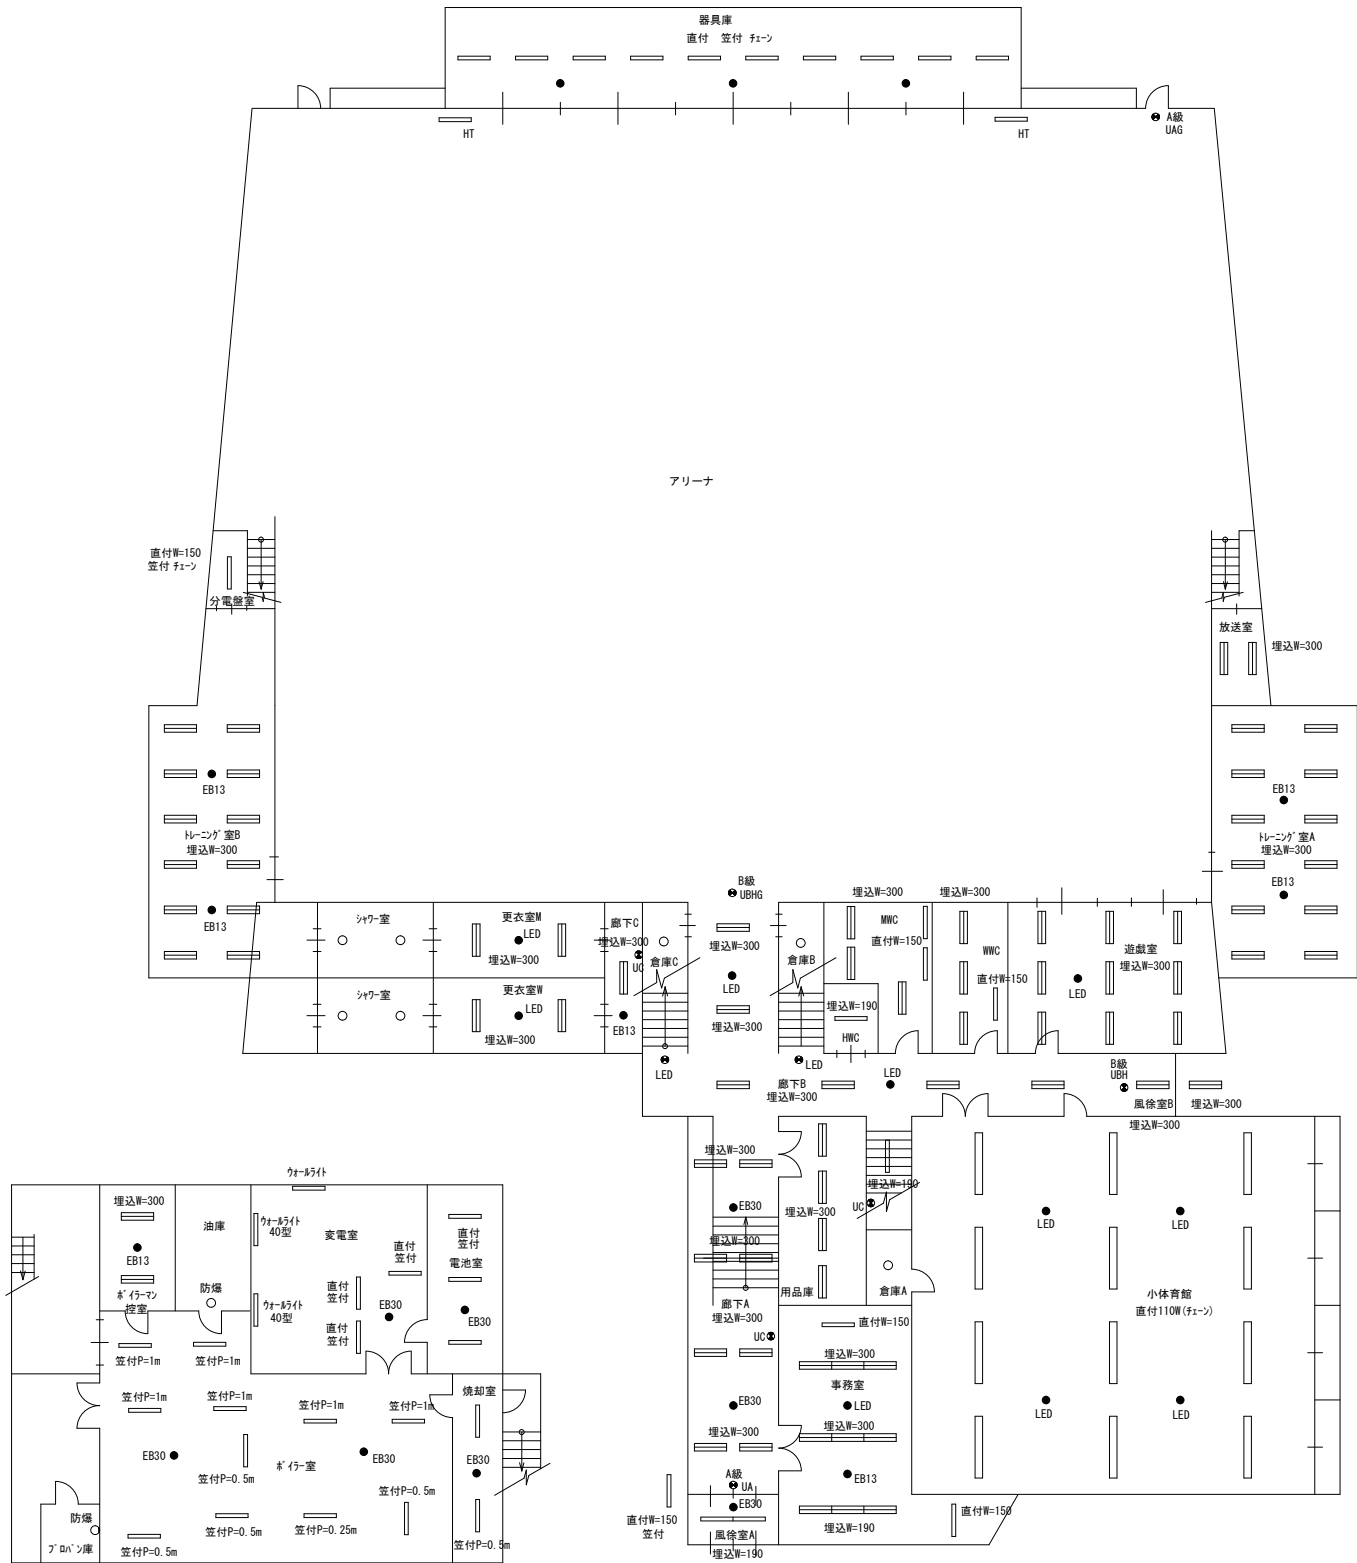 器具庫
直付　笠付 ﾁｪｰﾝ
HT
HT
A級
UAG
アリーナ
直付W=150
笠付 ﾁｪｰﾝ
分電盤室
放送室
埋込W=300
EB13
ﾄﾚｰﾆﾝｸﾞ室B
埋込W=300
EB13
EB13
ﾄﾚｰﾆﾝｸﾞ室A
埋込W=300
EB13
B級
UBHG
埋込W=300
埋込W=300
ｼｬﾜｰ室
更衣室M
LED
埋込W=300
廊下C
埋込W=300
UC
倉庫C
埋込W=300
LED
倉庫B
MWC
直付W=150
WWC
直付W=150
遊戯室
埋込W=300
LED
ｼｬﾜｰ室
更衣室W
LED
埋込W=300
EB13
埋込W=300
埋込W=190
HWC
LED
LED
LED
廊下B
埋込W=300
B級
UBH
風徐室B
埋込W=300
埋込W=300
埋込W=300
EB30
埋込W=300
埋込W=190
UC
埋込W=300
廊下A
埋込W=300
用品庫
倉庫A
UC
直付W=150
埋込W=300
事務室
LED
EB30
埋込W=300
埋込W=300
EB13
A級
UA
EB30
直付W=150
笠付
風徐室A
埋込W=190
埋込W=190
直付W=150
LED
LED
小体育館
直付110W(ﾁｪｰﾝ)
LED
LED
ｳｫｰﾙﾗｲﾄ
埋込W=300
EB13
ﾎﾞｲﾗｰﾏﾝ
控室
油庫
防爆
ｳｫｰﾙﾗｲﾄ
40型
変電室
直付
笠付
直付
笠付
電池室
直付
笠付
ｳｫｰﾙﾗｲﾄ
40型
直付
笠付
EB30
EB30
笠付P=1m
笠付P=1m
笠付P=1m
笠付P=1m
笠付P=1m
笠付P=1m
焼却室
EB30
笠付P=0.5m
ﾎﾞｲﾗｰ室
EB30
EB30
笠付P=0.5m
防爆
ﾌﾟﾛﾊﾟﾝ庫
笠付P=0.5m
笠付P=0.5m
笠付P=0.25m
笠付P=0.5m